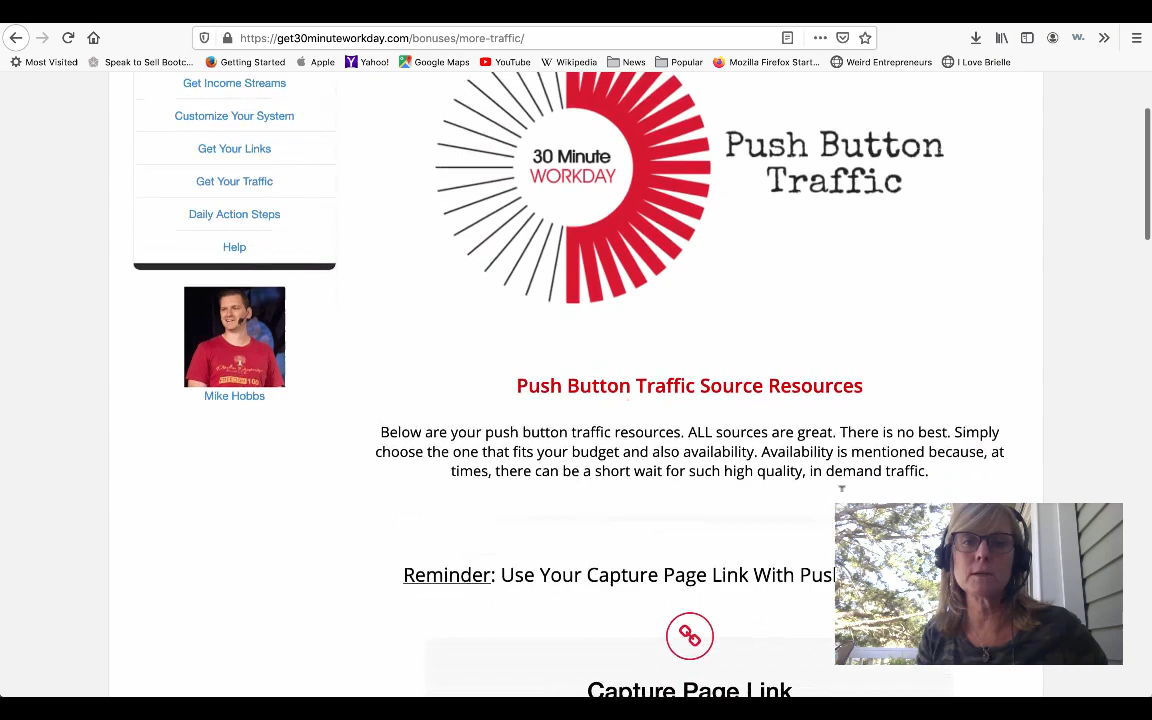 https://get30minuteworkday.com/bonuses/more-traffic/
Most Visited
Speak to Sell Bootc...
Getting Started
Apple
Yahoo!
Google Maps
YouTube
Wikipedia
News
Popular
Mozilla Firefox Start...
Weird Entrepreneurs
I Love Brielle
Get Income Streams
Customize Your System
Get Your Links
Get Your Traffic
Daily Action Steps
Help
Mike Hobbs
30 Minute
WORKDAY
Push Button
Traffic
Push Button Traffic Source Resources
Below are your push button traffic resources. ALL sources are great. There is no best. Simply
choose the one that fits your budget and also availability. Availability is mentioned because, at
times, there can be a short wait for such high quality, in demand traffic.
Reminder: Use Your Capture Page Link With
Capture Page Link